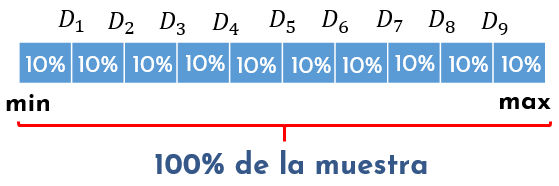 D₁ D₂ D₃ D₄ D₅ D₆ D₇ D₈ D₉
10% 10% 10% 10% 10% 10% 10% 10% 10% 10%
min max
100% de la muestra